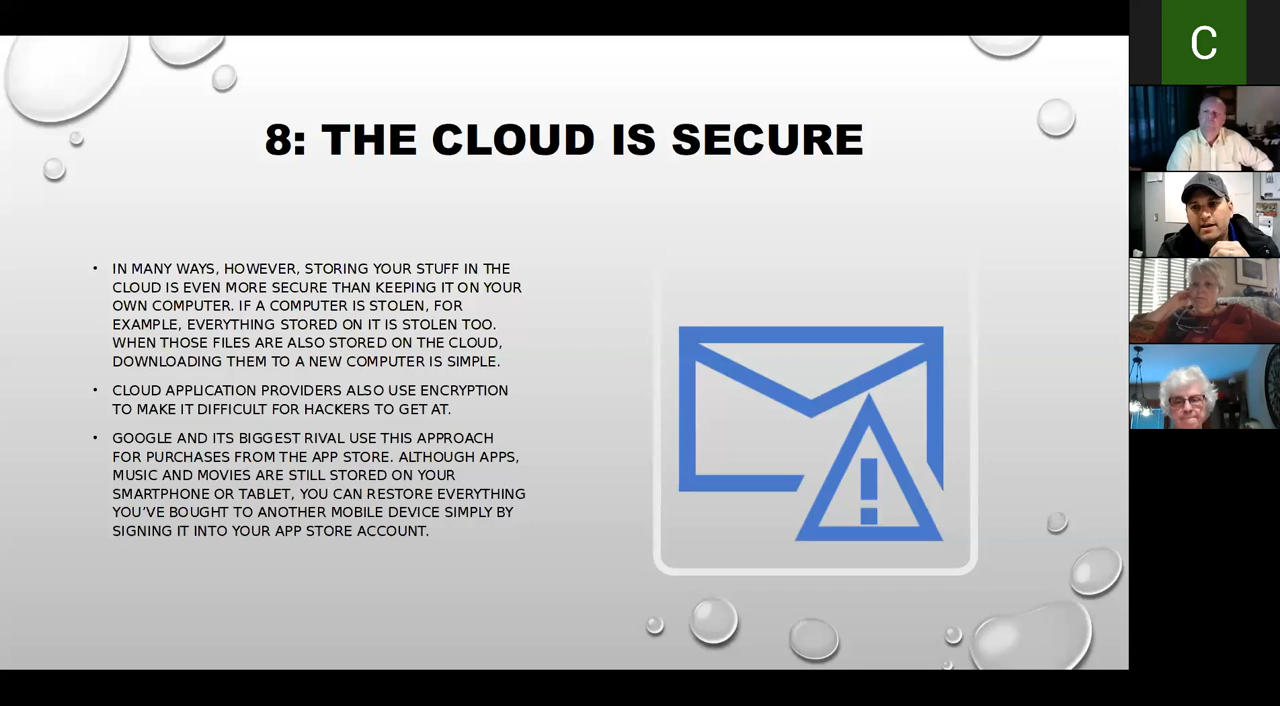 8: THE CLOUD IS SECURE
• IN MANY WAYS, HOWEVER, STORING YOUR STUFF IN THE
CLOUD IS EVEN MORE SECURE THAN KEEPING IT ON YOUR
OWN COMPUTER. IF A COMPUTER IS STOLEN, FOR
EXAMPLE, EVERYTHING STORED ON IT IS STOLEN TOO.
WHEN THOSE FILES ARE ALSO STORED ON THE CLOUD,
DOWNLOADING THEM TO A NEW COMPUTER IS SIMPLE.
• CLOUD APPLICATION PROVIDERS ALSO USE ENCRYPTION
TO MAKE IT DIFFICULT FOR HACKERS TO GET AT.
• GOOGLE AND ITS BIGGEST RIVAL USE THIS APPROACH
FOR PURCHASES FROM THE APP STORE. ALTHOUGH APPS,
MUSIC AND MOVIES ARE STILL STORED ON YOUR
SMARTPHONE OR TABLET, YOU CAN RESTORE EVERYTHING
YOU'VE BOUGHT TO ANOTHER MOBILE DEVICE SIMPLY BY
SIGNING IT INTO YOUR APP STORE ACCOUNT.
!
C